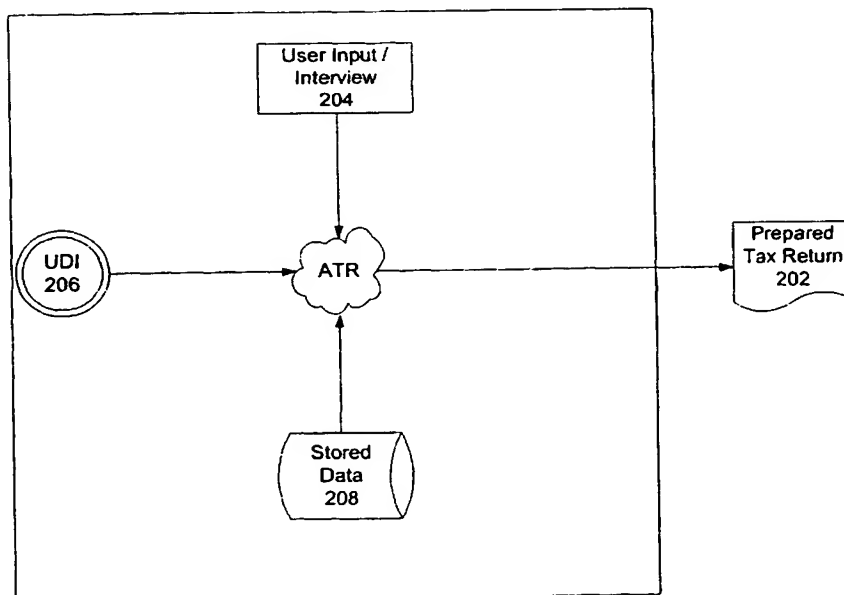 User Input /
Interview
204
UDI
206
ATR
Prepared
Tax Return
202
Stored
Data
208